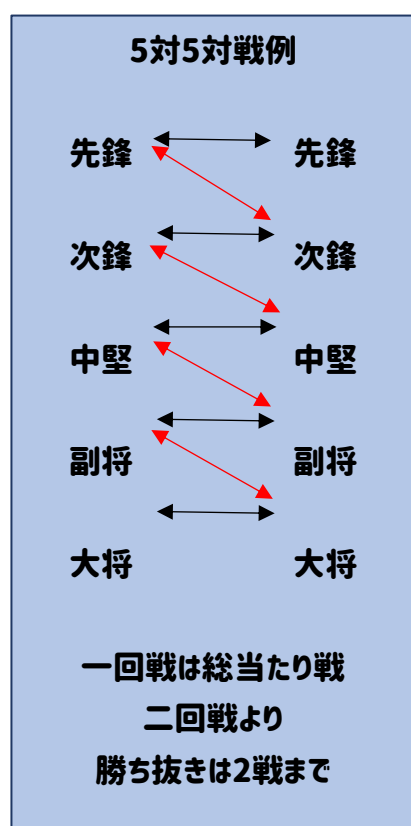 5対5対戦例
先鋒 先鋒
次鋒 次鋒
中堅 中堅
副将 副将
大将 大将
一回戦は総当たり戦
二回戦より
勝ち抜きは2戦まで